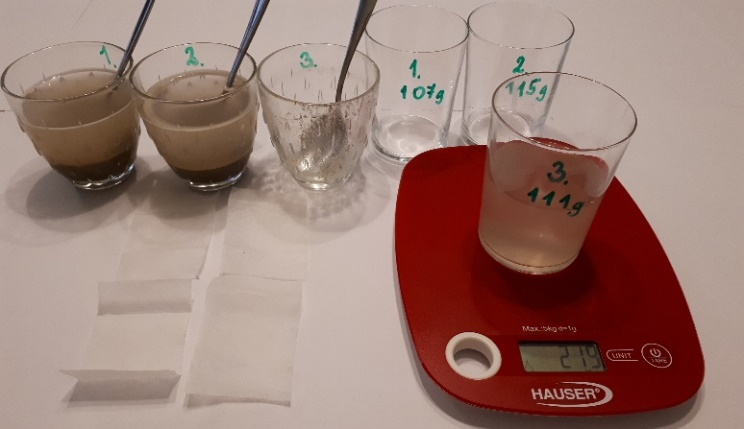 1.
2.
3.
1.
107g
2.
115g
3.
111g
Max.:5kg d=1g
219
UNIT
HAUSER®